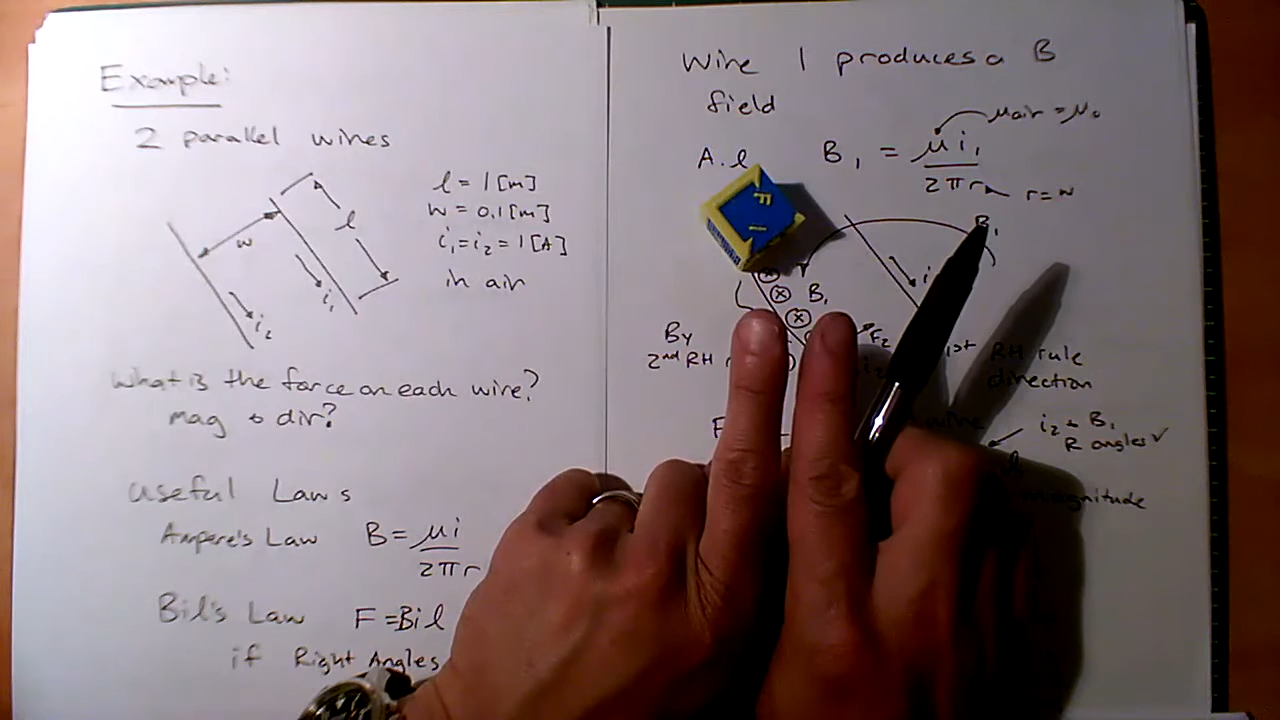 Example:
2 parallel wires
l = 1 [m]
w = 0.1 [m]
i₁ = i₂ = 1 [A]
in air
w
l
i₁
i₂
What is the force on each wire?
mag & dir?
Useful Laws
Ampere's Law B = μi / 2πr
Bil's Law F = Bil
if Right Angles
Wire 1 produces a B
field
μair = μ₀
A.l B₁ = μi₁ / 2πr
r = w
B₁
r
i
B₁
By
2nd RH
F₂
i₂
1st RH rule
direction
F
wire
i₂ & B₁
R angles ✓
l
magnitude